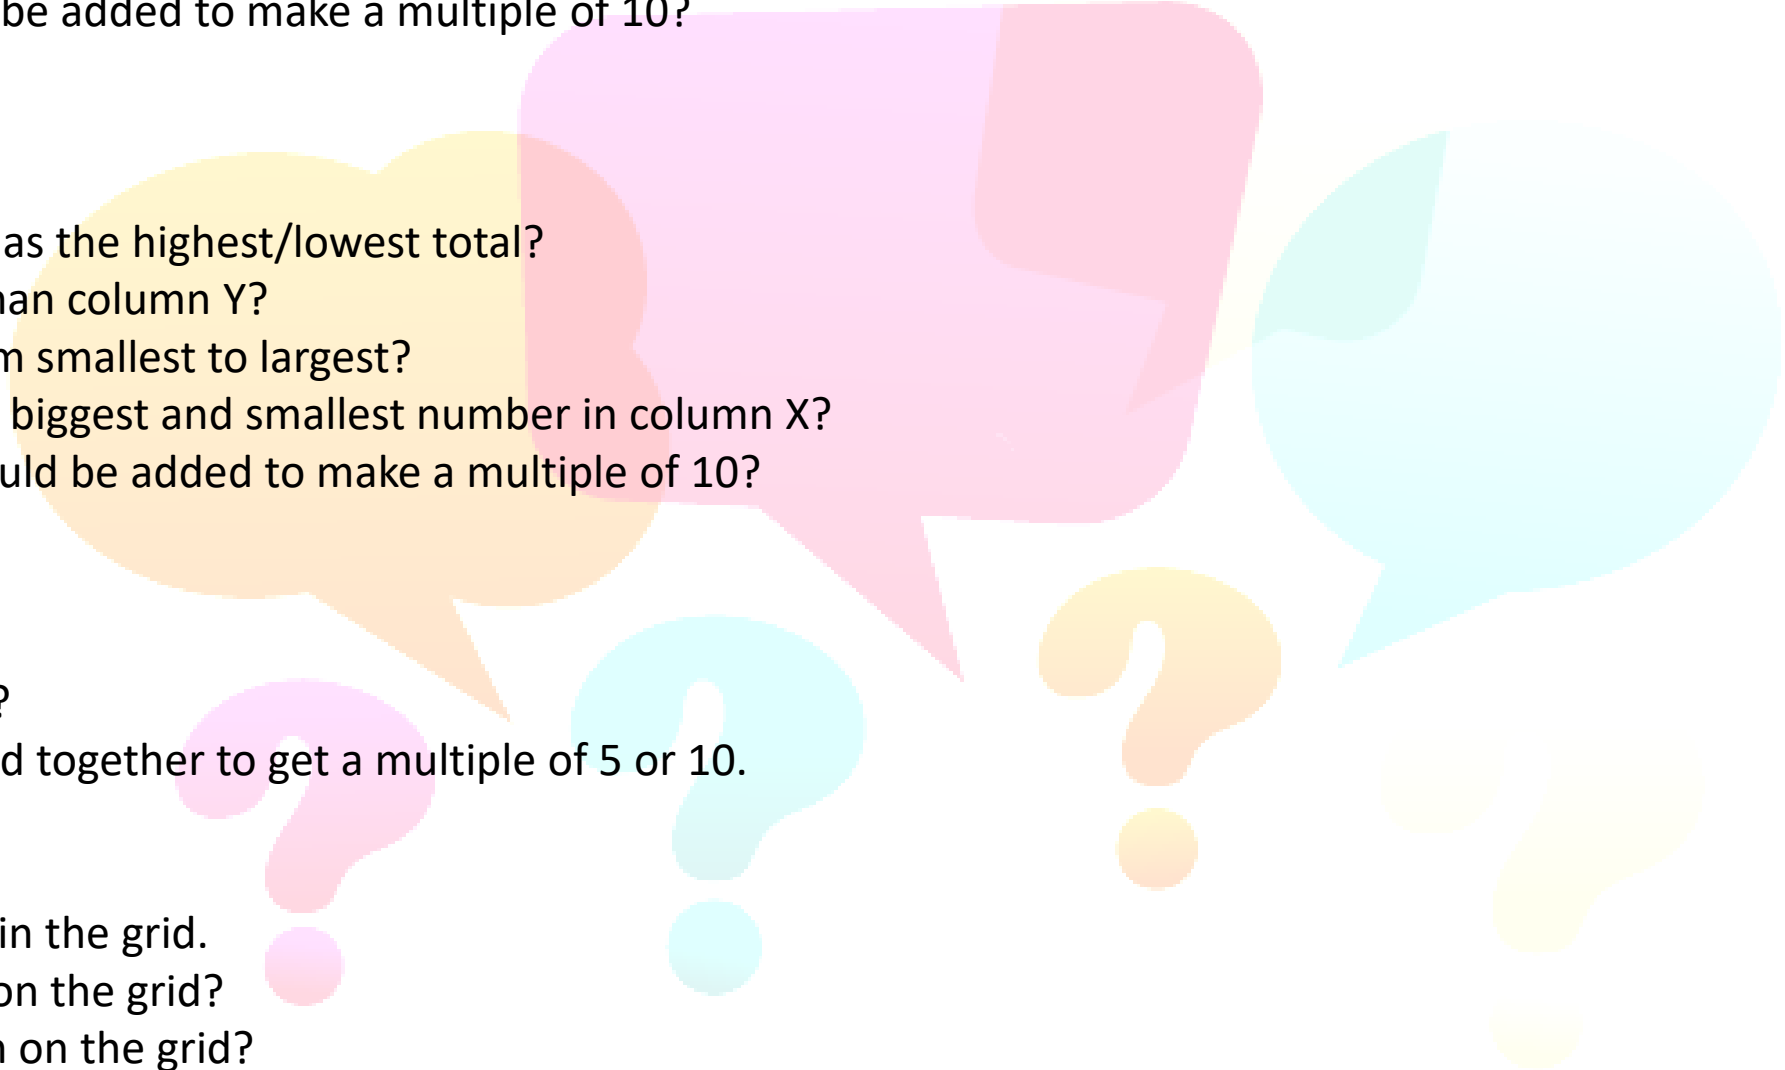 be added to make a multiple of 10?
as the highest/lowest total?
an column Y?
smallest to largest?
biggest and smallest number in column X?
uld be added to make a multiple of 10?
?
d together to get a multiple of 5 or 10.
in the grid.
on the grid?
on the grid?